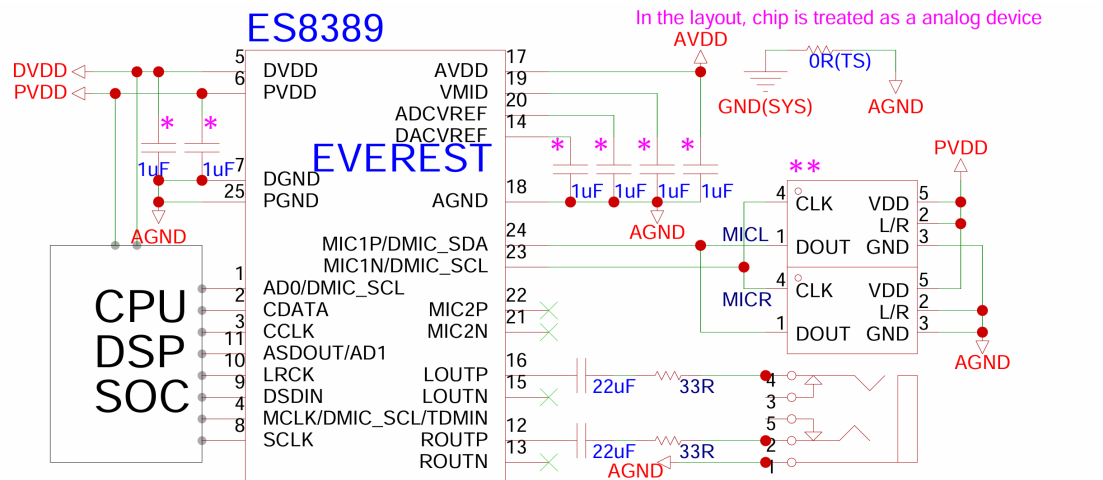 In the layout, chip is treated as a analog device
ES8389
EVEREST
DVDD
PVDD
5
6
7
25
DVDD
PVDD
DGND
PGND
*
*
1uF
1uF
AGND
17
19
20
14
18
AVDD
VMID
ADCVREF
DACVREF
AGND
AVDD
*
*
*
*
1uF
1uF
1uF
1uF
AGND
GND(SYS)
0R(TS)
AGND
24
23
22
21
MIC1P/DMIC_SDA
MIC1N/DMIC_SCL
MIC2P
MIC2N
PVDD
**
MICL
4
1
CLK
DOUT
VDD
L/R
GND
5
2
3
MICR
4
1
CLK
DOUT
VDD
L/R
GND
5
2
3
AGND
CPU
DSP
SOC
1
2
3
11
10
9
4
8
AD0/DMIC_SCL
CDATA
CCLK
ASDOUT/AD1
LRCK
DSDIN
MCLK/DMIC_SCL/TDMIN
SCLK
16
15
12
13
LOUTP
LOUTN
ROUTP
ROUTN
22uF
33R
22uF
33R
AGND
4
3
5
2
1